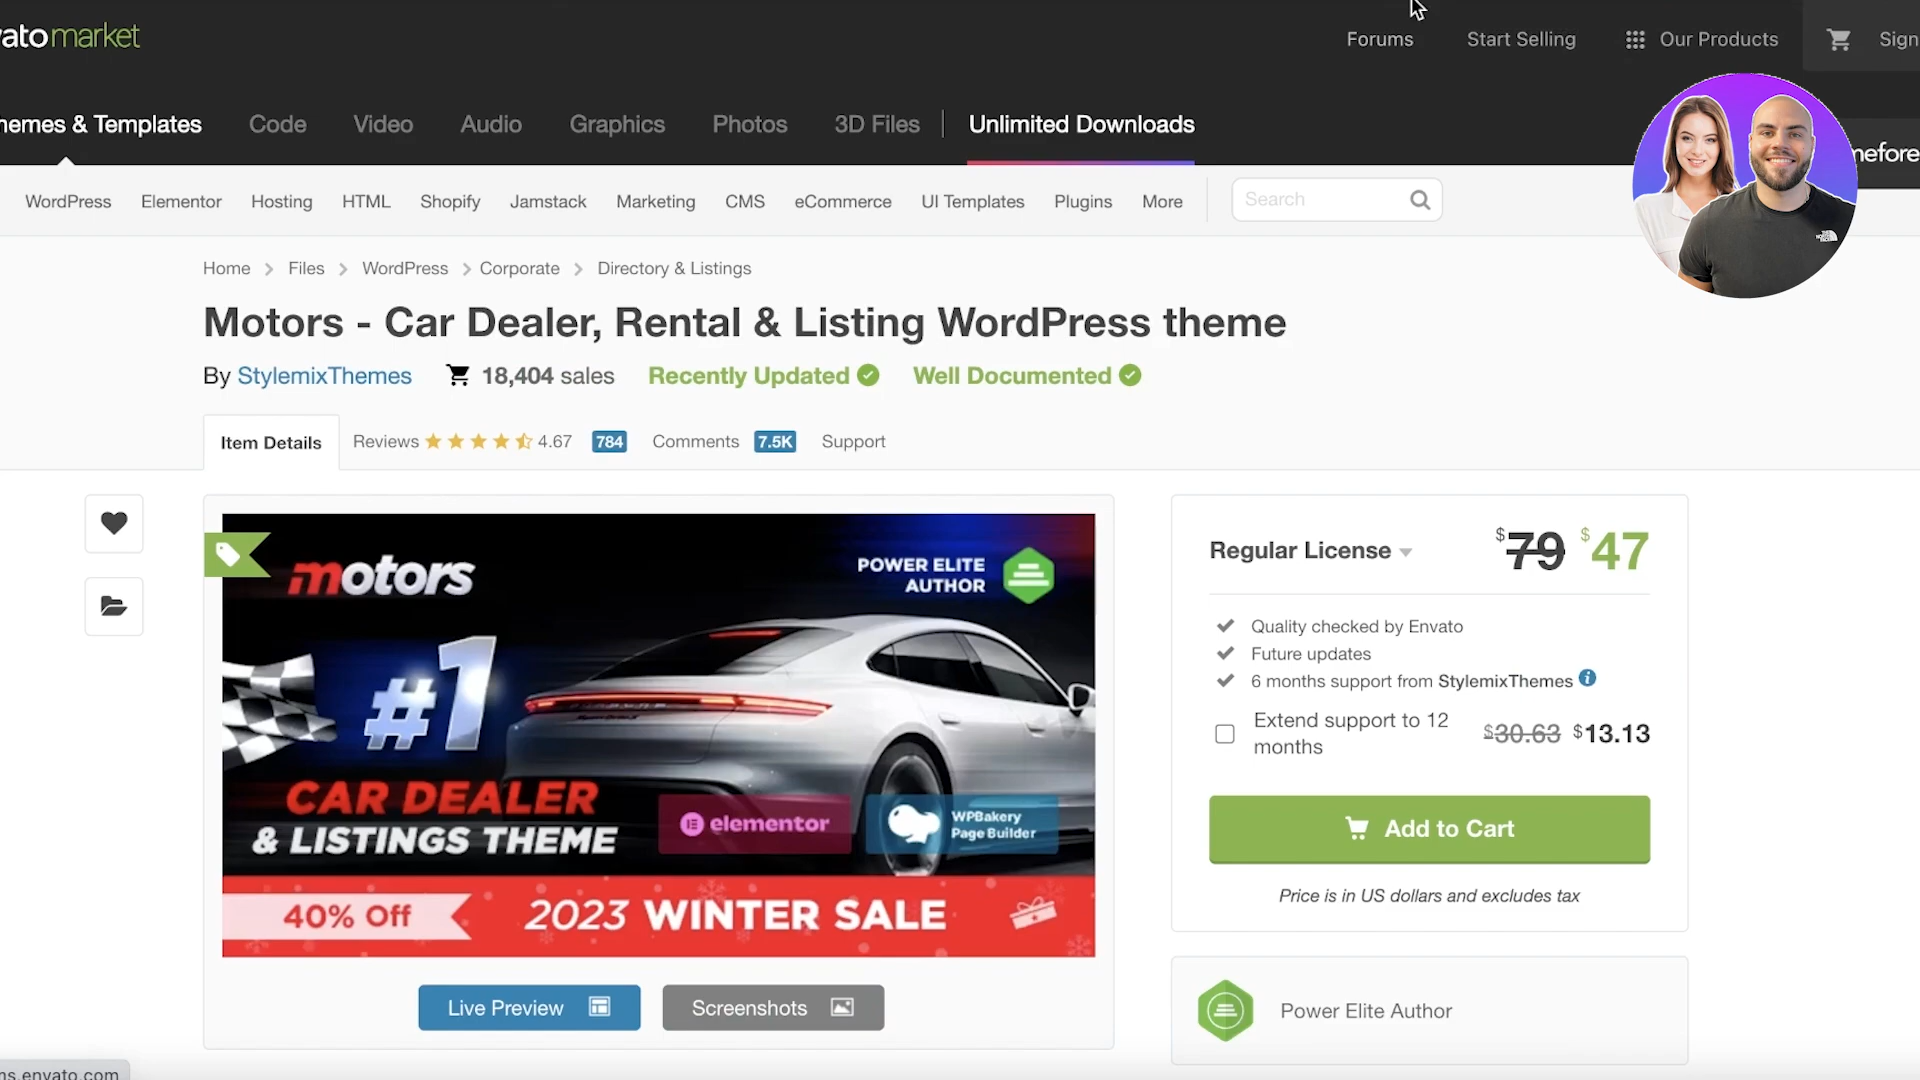 ato market
Forums
Start Selling
Our Products
Sign
hemes & Templates
Code
Video
Audio
Graphics
Photos
3D Files
Unlimited Downloads
mefore
WordPress
Elementor
Hosting
HTML
Shopify
Jamstack
Marketing
CMS
eCommerce
UI Templates
Plugins
More
Search
Home
Files
WordPress
Corporate
Directory & Listings
Motors - Car Dealer, Rental & Listing WordPress theme
By StylemixThemes
18,404 sales
Recently Updated
Well Documented
Item Details
Reviews
4.67
784
Comments
7.5K
Support
motors
POWER ELITE
AUTHOR
#1
CAR DEALER
& LISTINGS THEME
elementor
WPBakery
Page Builder
40% Off
2023 WINTER SALE
Live Preview
Screenshots
Regular License
$79 $47
Quality checked by Envato
Future updates
6 months support from StylemixThemes
Extend support to 12
months
$30.63 $13.13
Add to Cart
Price is in US dollars and excludes tax
Power Elite Author
ms.envato.com